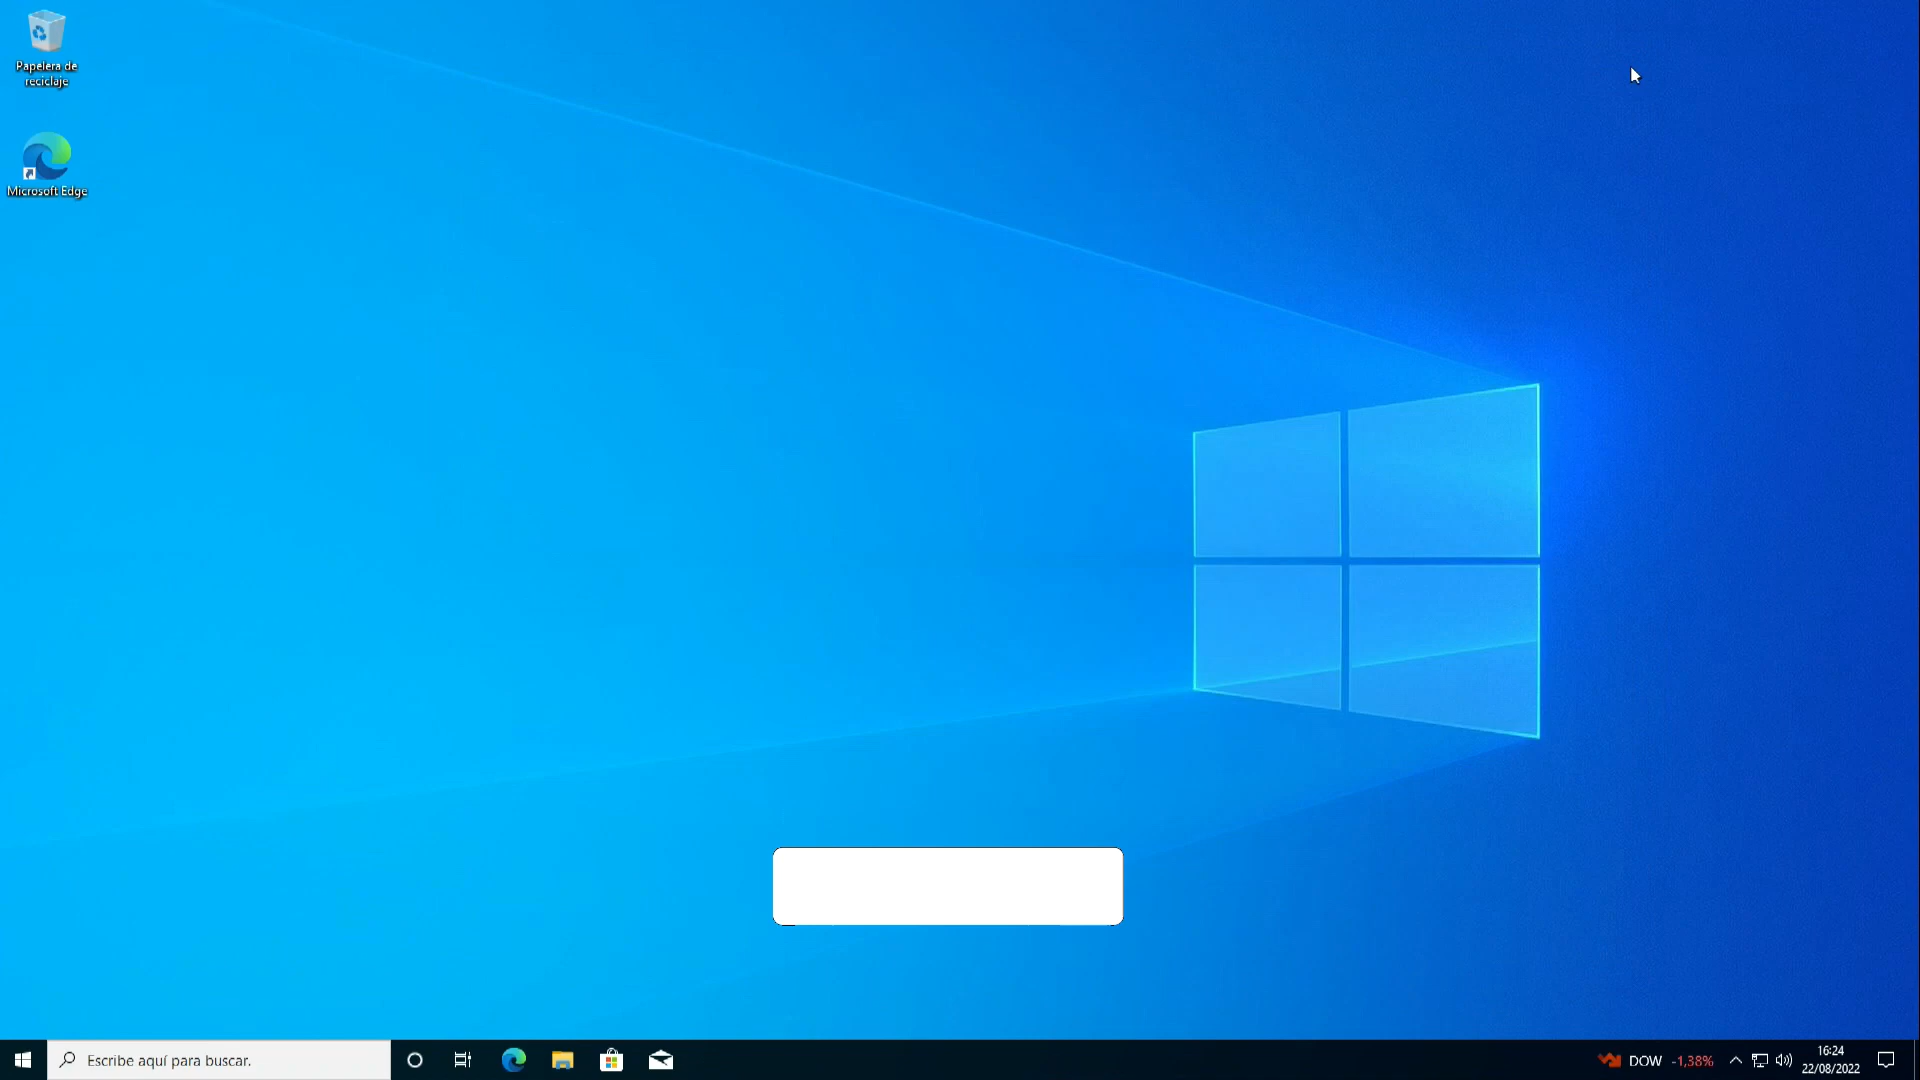 Papelera de
reciclaje
Microsoft Edge
Escribe aquí para buscar.
DOW -1,38%
16:24
22/08/2022